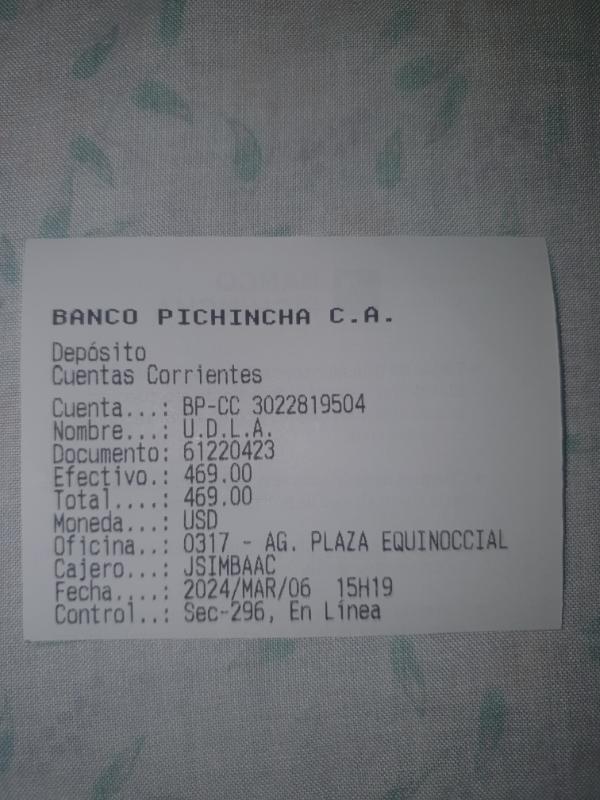 BANCO PICHINCHA C.A.
Depósito
Cuentas Corrientes
Cuenta...: BP-CC 3022819504
Nombre...: U.D.L.A.
Documento: 61220423
Efectivo.: 469.00
Total....: 469.00
Moneda...: USD
Oficina..: 0317 - AG. PLAZA EQUINOCCIAL
Cajero...: JSIMBAAC
Fecha....: 2024/MAR/06 15H19
Control..: Sec-296, En Línea